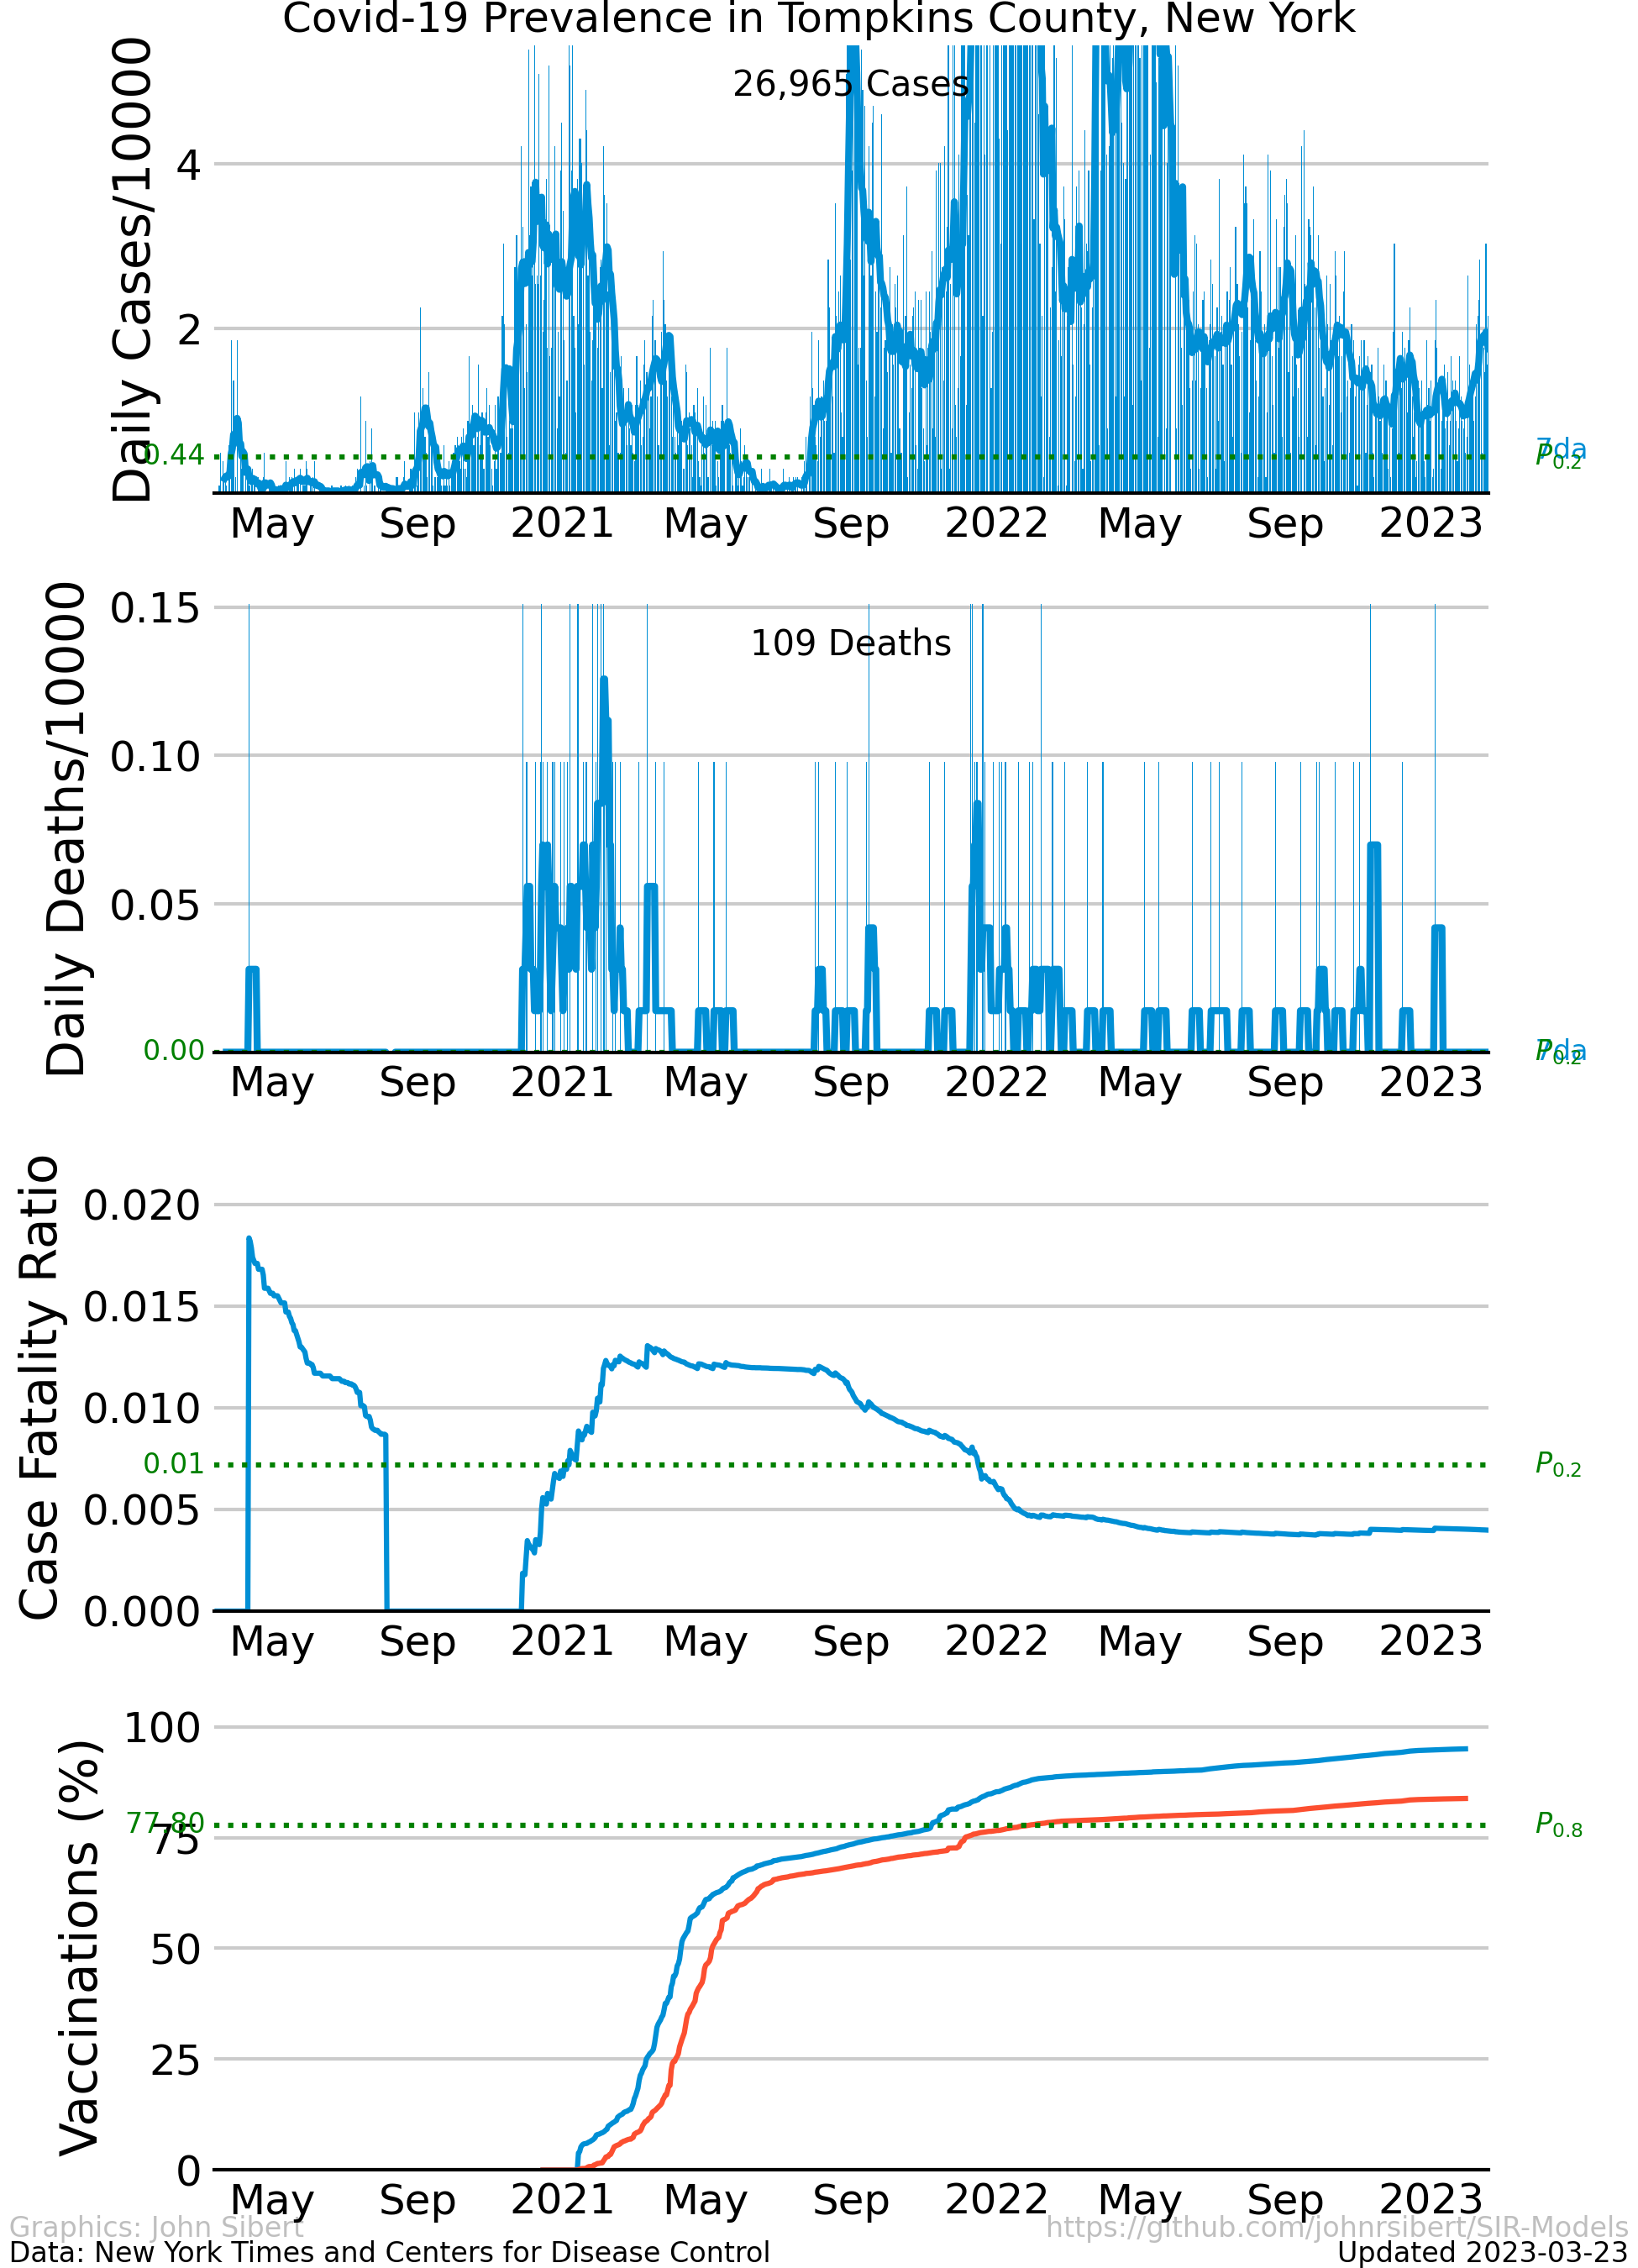 Covid-19 Prevalence in Tompkins County, New York
Daily Cases/10000
26,965 Cases
4
2
0.44
7da
P0.2
May Sep 2021 May Sep 2022 May Sep 2023
Daily Deaths/10000
109 Deaths
0.15
0.10
0.05
0.00
7da
P0.2
May Sep 2021 May Sep 2022 May Sep 2023
Case Fatality Ratio
0.020
0.015
0.010
0.01
P0.2
0.005
0.000
May Sep 2021 May Sep 2022 May Sep 2023
Vaccinations (%)
100
77.80
P0.8
75
50
25
0
May Sep 2021 May Sep 2022 May Sep 2023
Graphics: John Sibert
https://github.com/johnrsibert/SIR-Models
Data: New York Times and Centers for Disease Control
Updated 2023-03-23